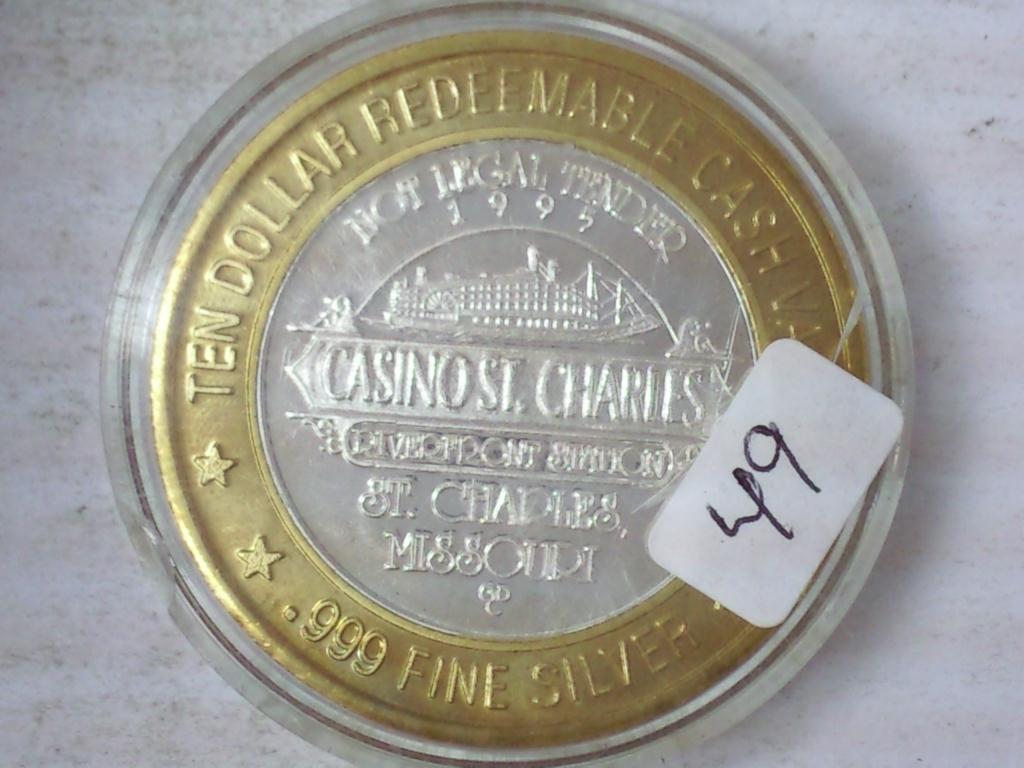 TEN DOLLAR REDEEMABLE CASH
NOT LEGAL TENDER
1995
CASINO ST. CHARLES
RIVERFRONT STATION
ST. CHARLES,
MISSOURI
.999 FINE SILVER
49